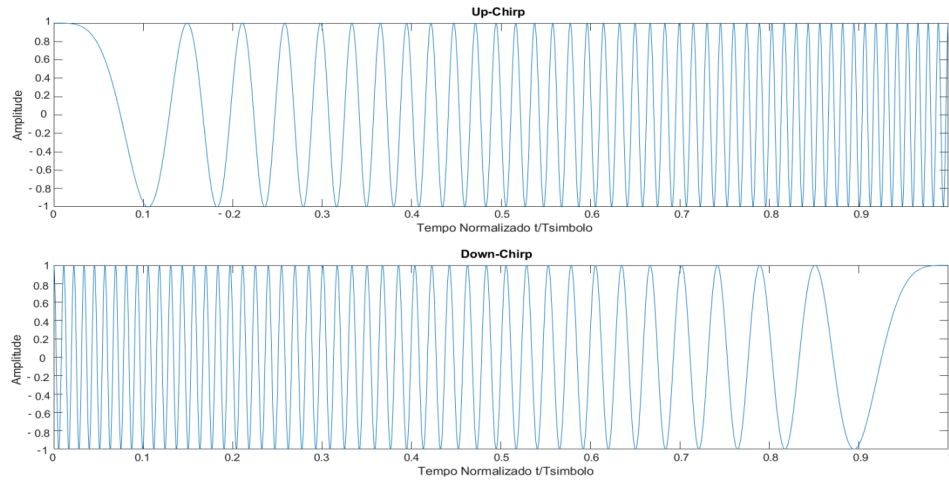 Up-Chirp
1
0.8
0.6
0.4
0.2
0
- 0.2
- 0.4
- 0.6
- 0.8
- 1
Amplitude
0 0.1 - 0.2 0.3 0.4 0.5 0.6 0.7 0.8 0.9
Tempo Normalizado t/Tsimbolo
Down-Chirp
1
0.8
0.6
0.4
0.2
0
- 0.2
- 0.4
- 0.6
- 0.8
- 1
Amplitude
0 0.1 0.2 0.3 0.4 0.5 0.6 0.7 0.8 0.9
Tempo Normalizado t/Tsimbolo